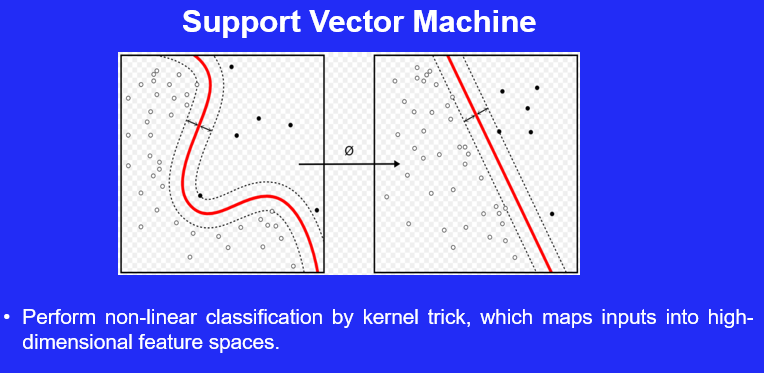 Support Vector Machine
ø
• Perform non-linear classification by kernel trick, which maps inputs into high-
dimensional feature spaces.